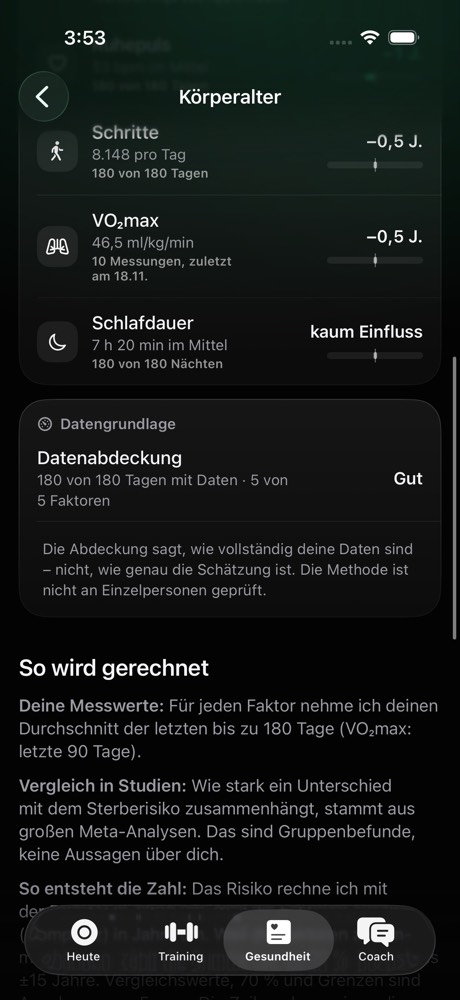 3:53
Ruhepuls
Körperalter
Schritte
–0,5 J.
8.148 pro Tag
180 von 180 Tagen
VO₂max
–0,5 J.
46,5 ml/kg/min
10 Messungen, zuletzt
am 18.11.
Schlafdauer
kaum Einfluss
7 h 20 min im Mittel
180 von 180 Nächten
Datengrundlage
Datenabdeckung
180 von 180 Tagen mit Daten · 5 von
5 Faktoren
Gut
Die Abdeckung sagt, wie vollständig deine Daten sind
– nicht, wie genau die Schätzung ist. Die Methode ist
nicht an Einzelpersonen geprüft.
So wird gerechnet
Deine Messwerte: Für jeden Faktor nehme ich deinen
Durchschnitt der letzten bis zu 180 Tage (VO₂max:
letzte 90 Tage).
Vergleich in Studien: Wie stark ein Unterschied
mit dem Sterberisiko zusammenhängt, stammt aus
großen Meta-Analysen. Das sind Gruppenbefunde,
keine Aussagen über dich.
So entsteht die Zahl: Das Risiko rechne ich mit
Heute
Training
Gesundheit
Coach
±15 Jahre. Vergleichswerte, 70 % und Grenzen sind